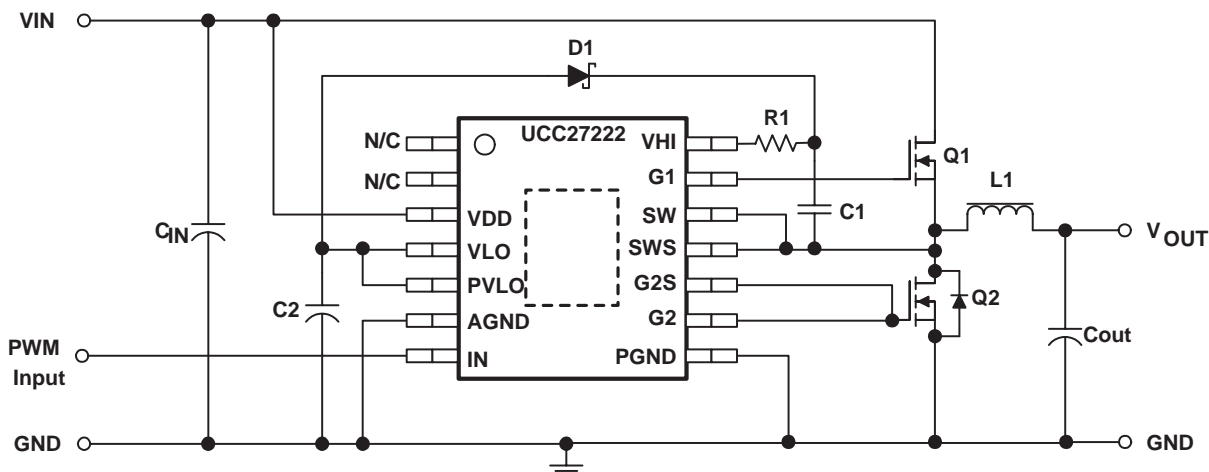 VIN
D1
UCC27222
R1
N/C
VHI
Q1
N/C
G1
L1
VDD
SW
C1
CIN
VOUT
VLO
SWS
PVLO
G2S
Q2
C2
AGND
G2
PWM
Input
IN
PGND
Cout
GND
GND